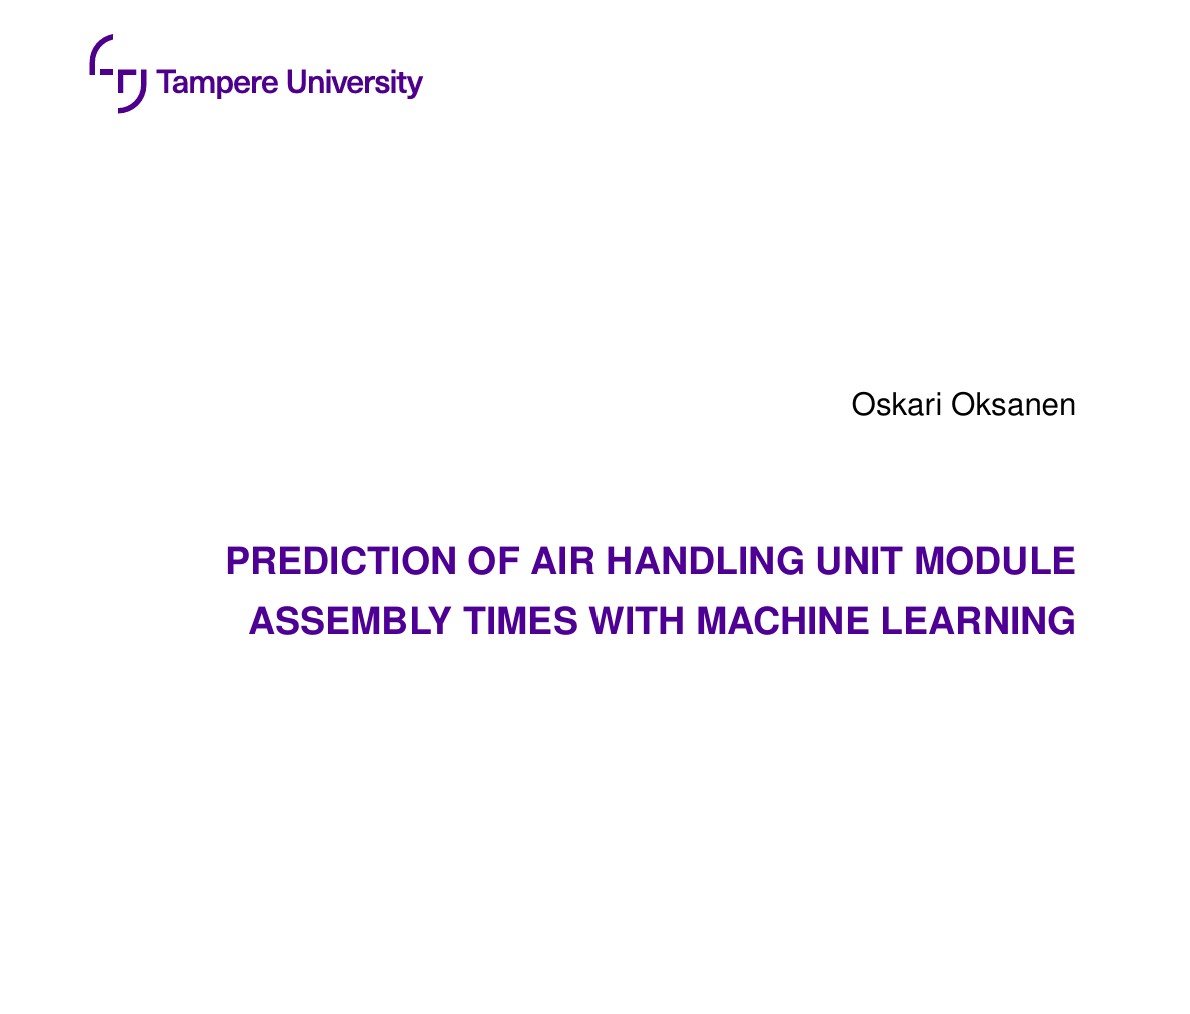 Tampere University
Oskari Oksanen
PREDICTION OF AIR HANDLING UNIT MODULE
ASSEMBLY TIMES WITH MACHINE LEARNING